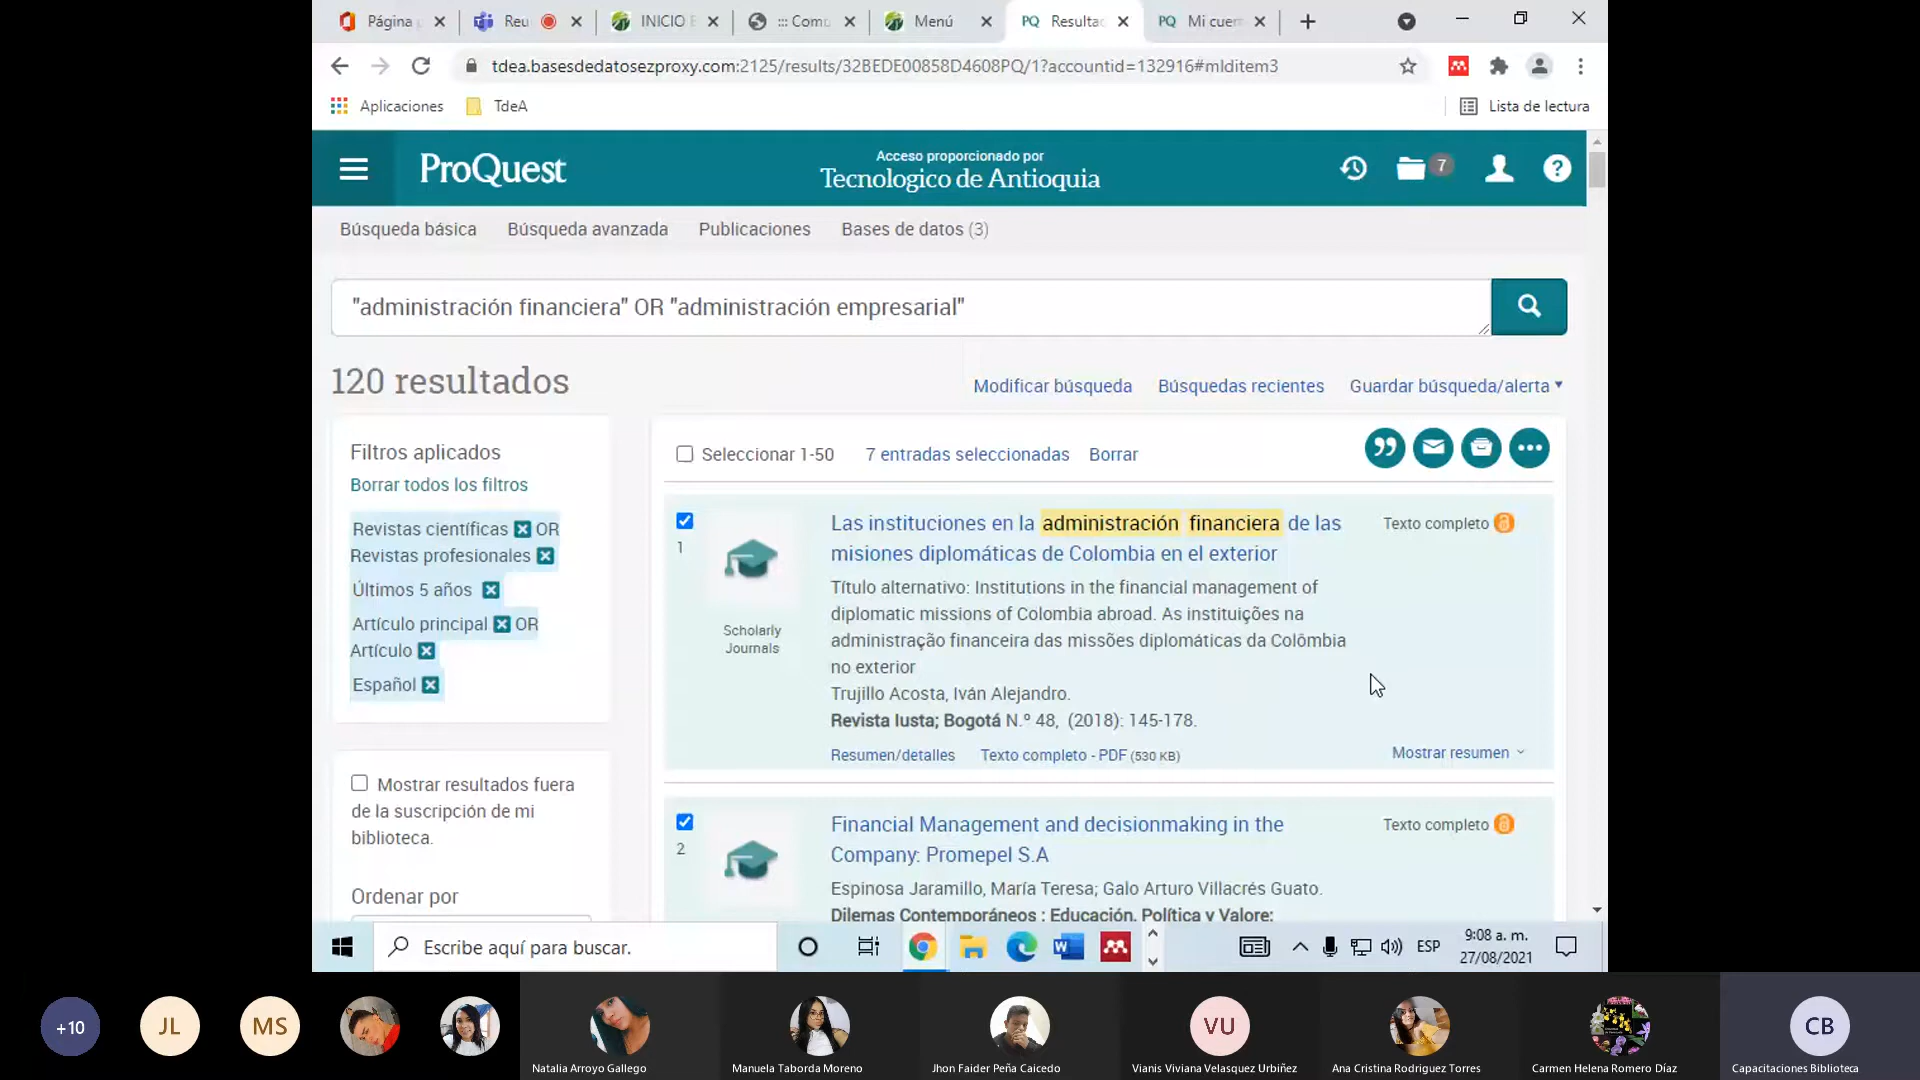 Página
Reu
INICIO E
::: Comu
Menú
PQ Resultac
PQ Mi cuen
tdea.basesdedatosezproxy.com:2125/results/32BEDE00858D4608PQ/1?accountid=132916#mlditem3
Aplicaciones
TdeA
Lista de lectura
ProQuest
Acceso proporcionado por
Tecnologico de Antioquia
7
?
Búsqueda básica
Búsqueda avanzada
Publicaciones
Bases de datos (3)
"administración financiera" OR "administración empresarial"
120 resultados
Modificar búsqueda
Búsquedas recientes
Guardar búsqueda/alerta
Filtros aplicados
Borrar todos los filtros
Revistas científicas OR
Revistas profesionales
Últimos 5 años
Artículo principal OR
Artículo
Español
Mostrar resultados fuera
de la suscripción de mi
biblioteca.
Ordenar por
Seleccionar 1-50
7 entradas seleccionadas
Borrar
1
Scholarly
Journals
Las instituciones en la administración financiera de las
misiones diplomáticas de Colombia en el exterior
Texto completo
Título alternativo: Institutions in the financial management of
diplomatic missions of Colombia abroad. As instituições na
administração financeira das missões diplomáticas da Colômbia
no exterior
Trujillo Acosta, Iván Alejandro.
Revista Iusta; Bogotá N.º 48, (2018): 145-178.
Resumen/detalles
Texto completo - PDF (530 KB)
Mostrar resumen
2
Financial Management and decisionmaking in the
Company: Promepel S.A
Texto completo
Espinosa Jaramillo, María Teresa; Galo Arturo Villacrés Guato.
Dilemas Contemporáneos : Educación, Política y Valore;
Escribe aquí para buscar.
ESP
9:08 a. m.
27/08/2021
+10
JL
MS
VU
CB
Natalia Arroyo Gallego
Manuela Taborda Moreno
Jhon Faider Peña Caicedo
Vianis Viviana Velasquez Urbiñez
Ana Cristina Rodriguez Torres
Carmen Helena Romero Díaz
Capacitaciones Biblioteca